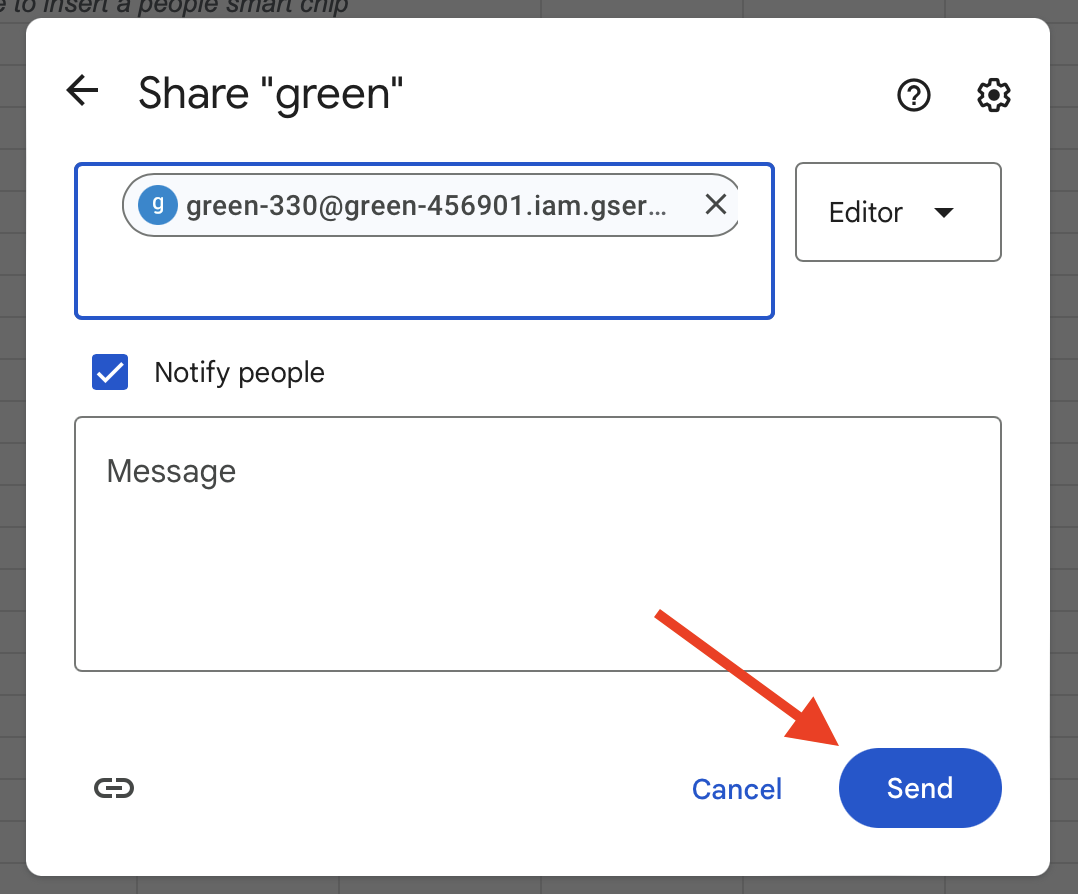 to insert a people smart chip
Share "green"
g green-330@green-456901.iam.gser...
Editor
Notify people
Message
Cancel
Send